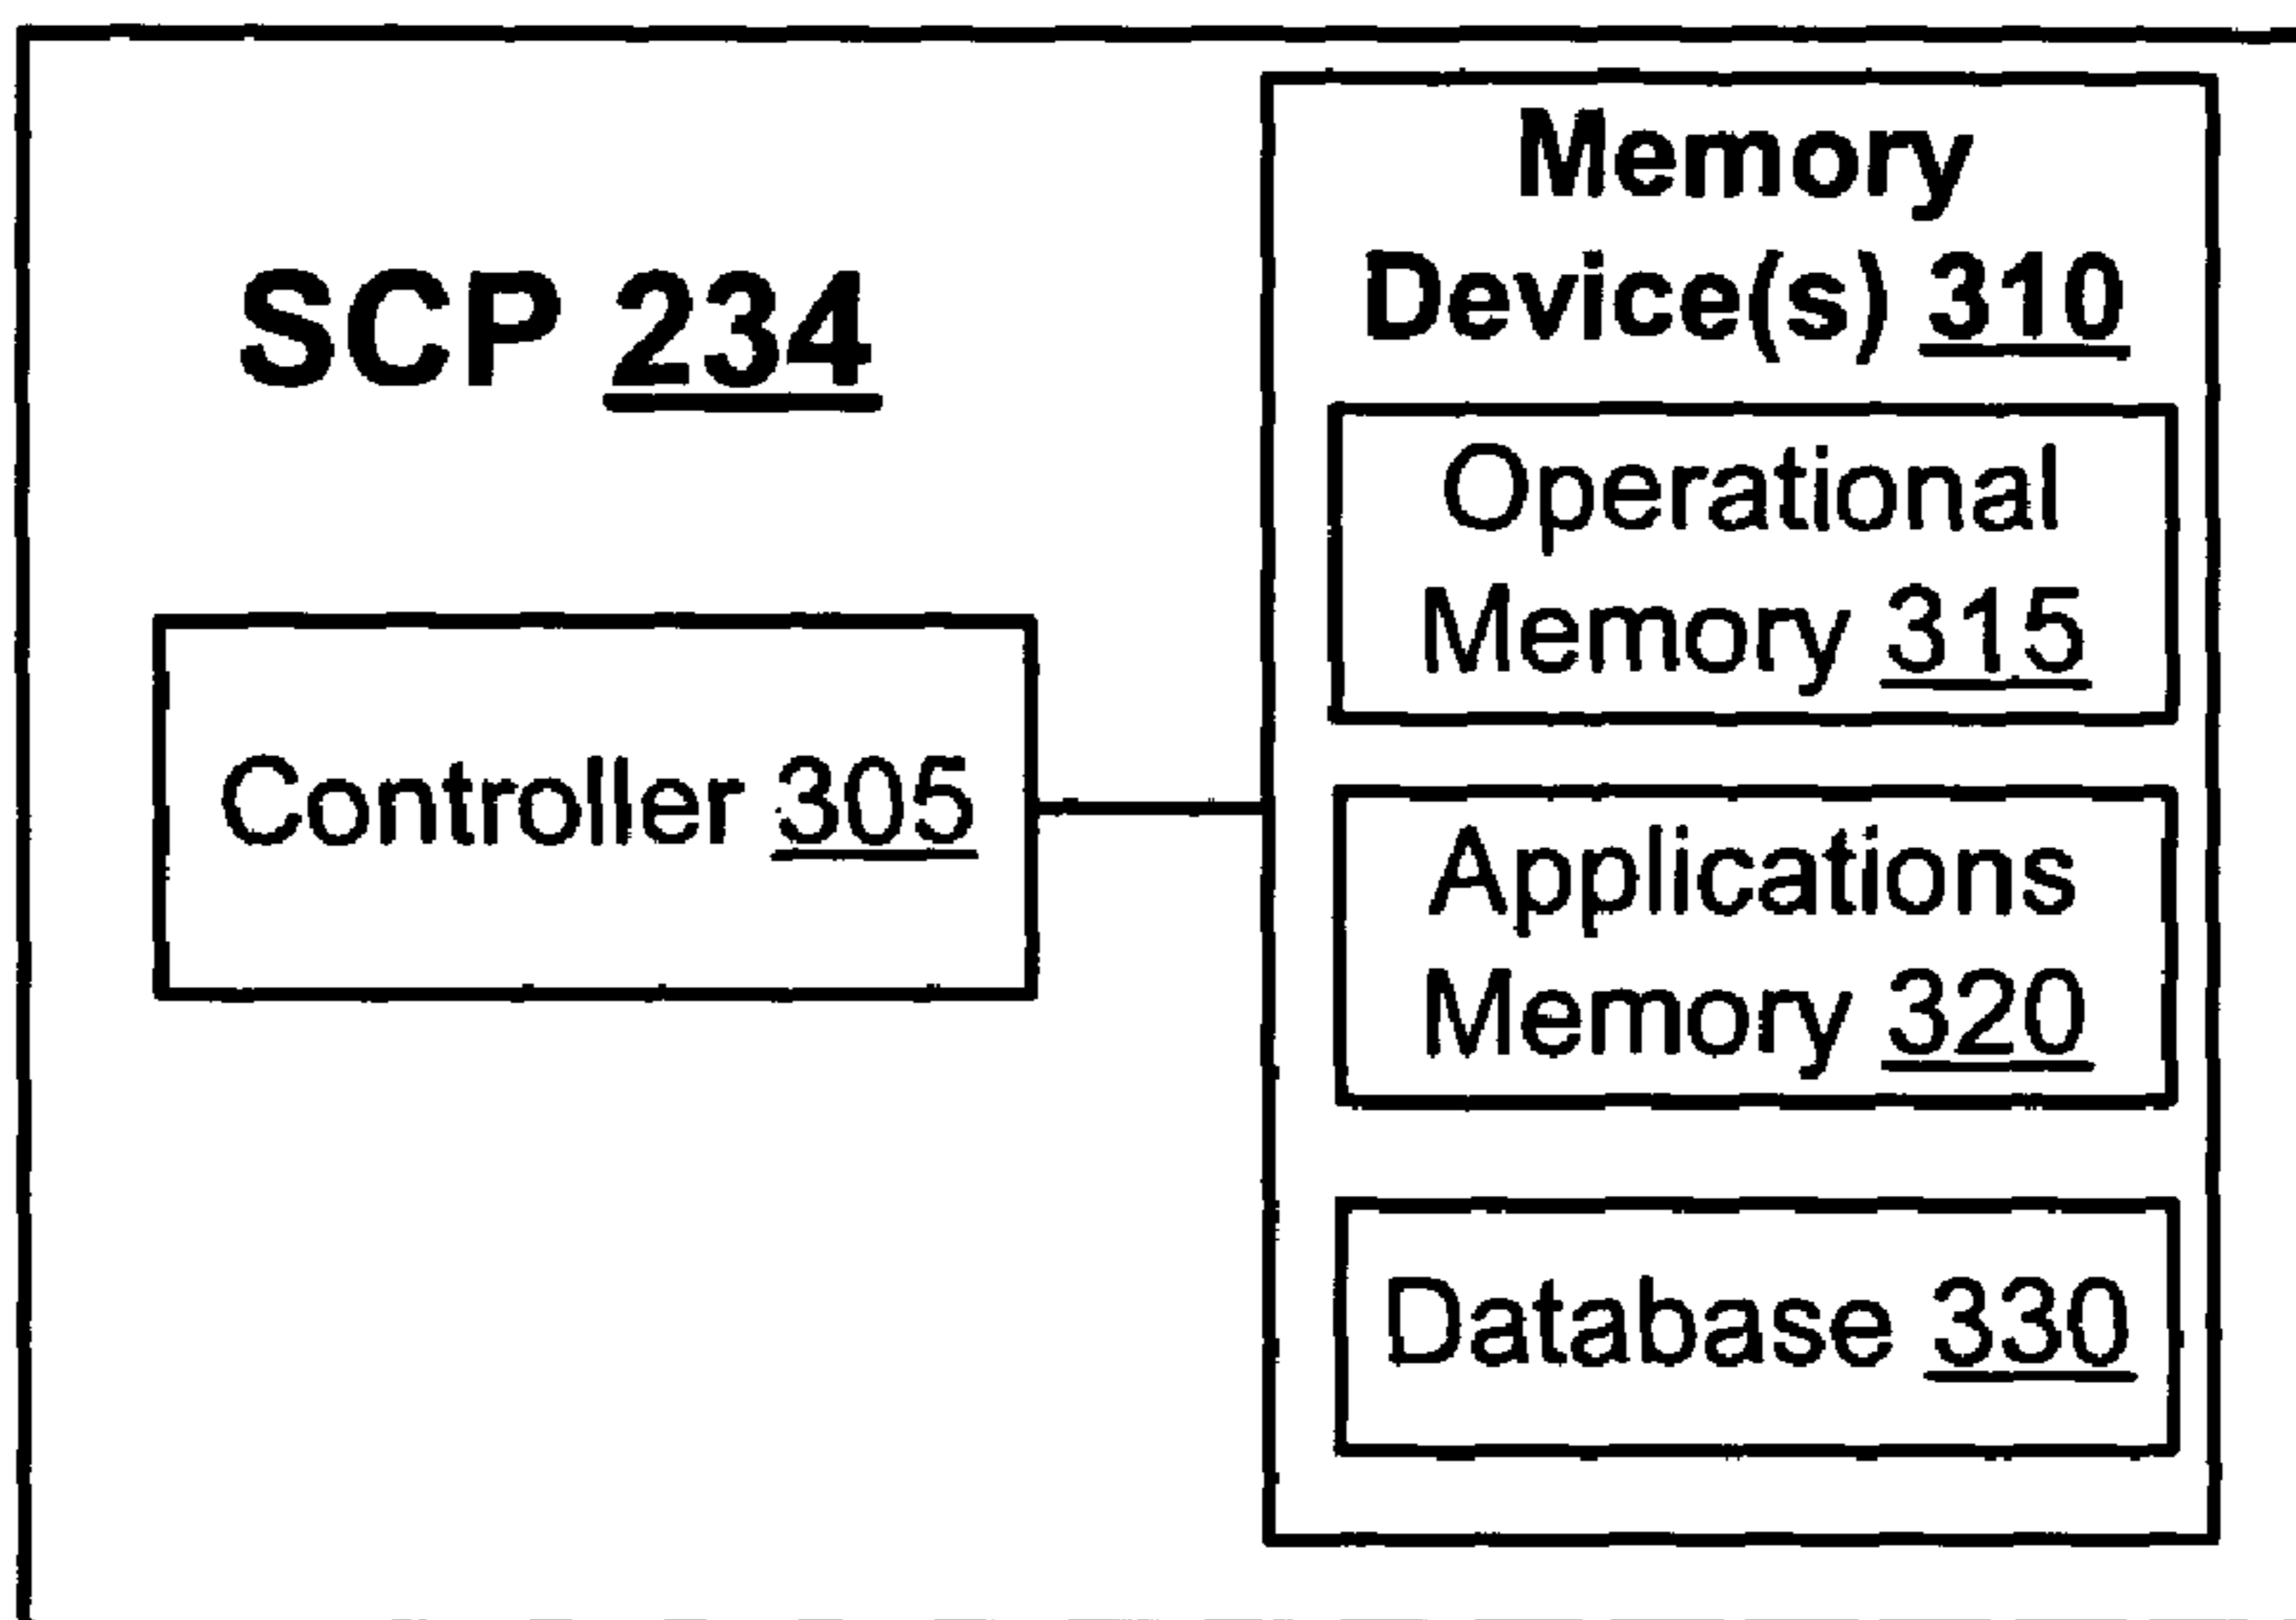 SCP 234
Controller 305
Memory
Device(s) 310
Operational
Memory 315
Applications
Memory 320
Database 330